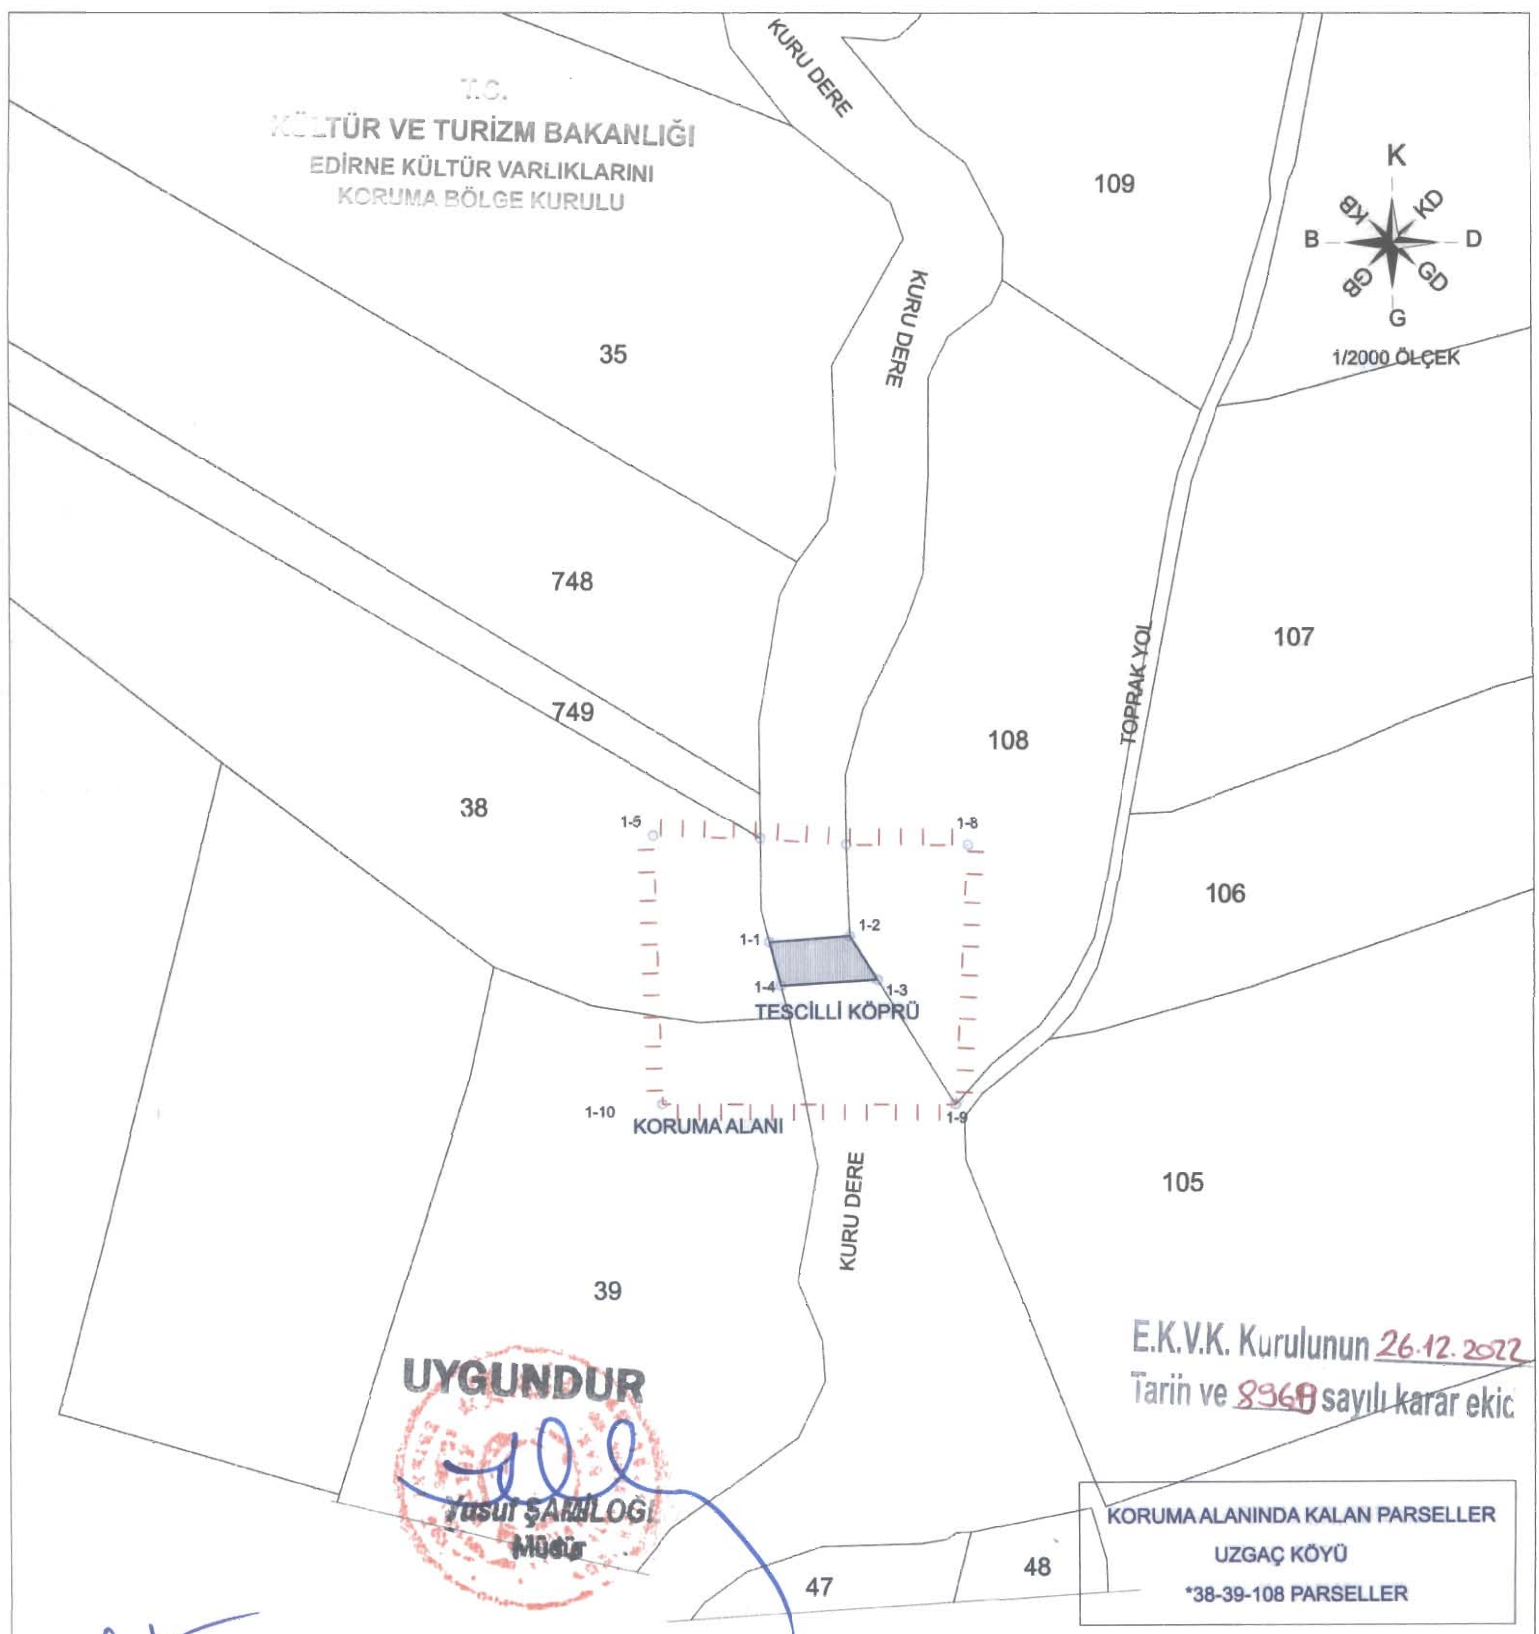 T.C.
KÜLTÜR VE TURİZM BAKANLIĞI
EDİRNE KÜLTÜR VARLIKLARINI
KORUMA BÖLGE KURULU
KURU DERE
109
K
KB
KD
B
D
GB
GD
G
1/2000 ÖLÇEK
35
KURU DERE
748
107
TOPRAK YOL
749
108
38
1-5
1-8
106
1-1
1-2
1-4
1-3
TESCİLLİ KÖPRÜ
1-10
1-9
KORUMA ALANI
105
KURU DERE
39
E.K.V.K. Kurulunun 26.12.2022
Tarih ve sayılı karar ekic
UYGUNDUR
Yusuf
Müdür
KORUMA ALANINDA KALAN PARSELLER
UZGAÇ KÖYÜ
*38-39-108 PARSELLER
47
48